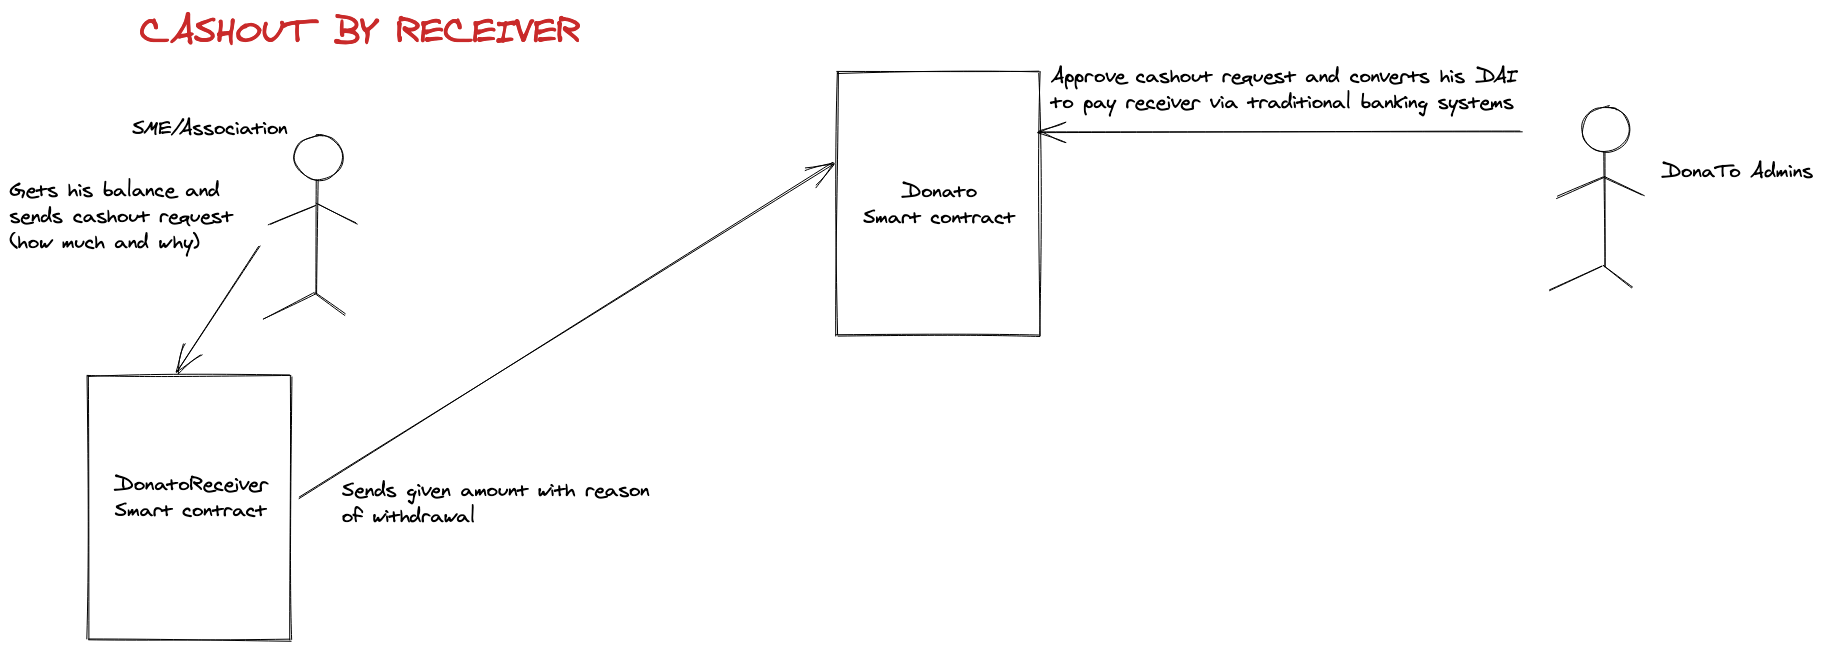 CASHOUT BY RECEIVER
SME/Association
Gets his balance and
sends cashout request
(how much and why)
DonatoReceiver
Smart contract
Sends given amount with reason
of withdrawal
Donato
Smart contract
Approve cashout request and converts his DAI
to pay receiver via traditional banking systems
DonaTo Admins